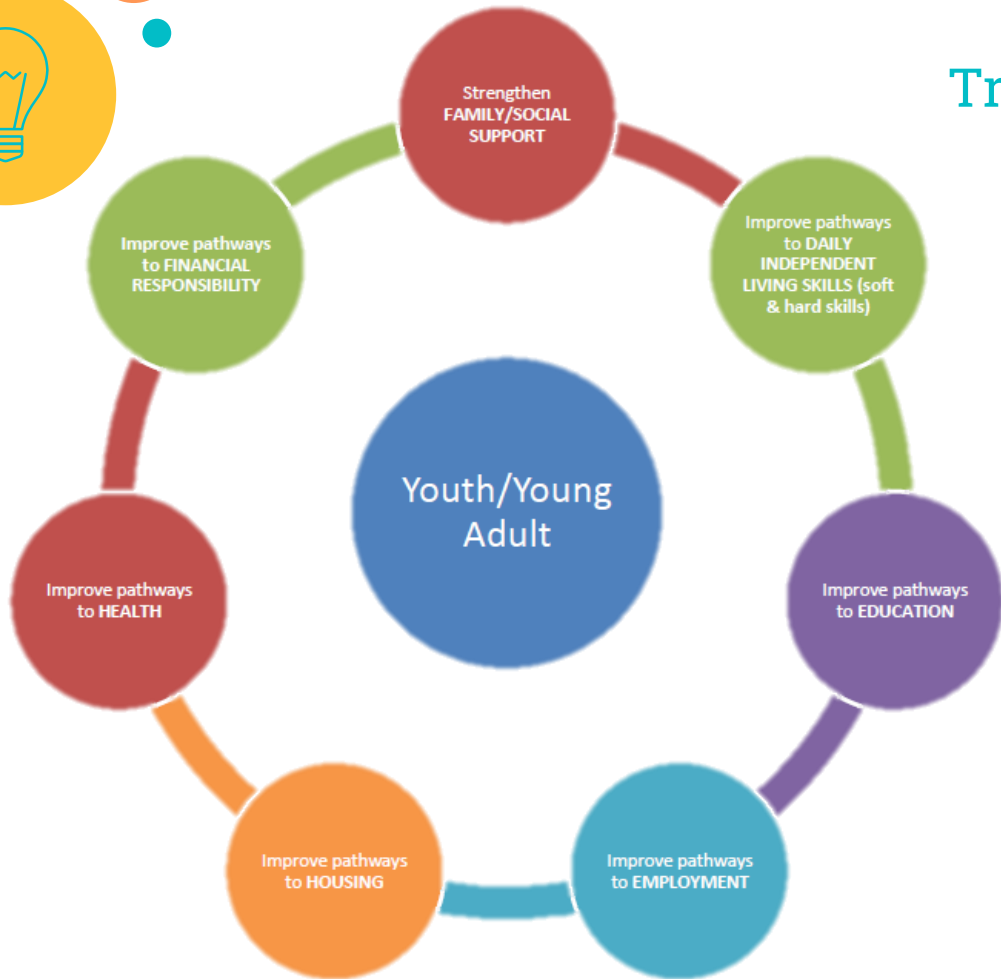 Strengthen
FAMILY/SOCIAL
SUPPORT
Improve pathways
to DAILY
INDEPENDENT
LIVING SKILLS (soft
& hard skills)
Improve pathways
to EDUCATION
Improve pathways
to EMPLOYMENT
Improve pathways
to HOUSING
Improve pathways
to HEALTH
Improve pathways
to FINANCIAL
RESPONSIBILITY
Youth/Young
Adult